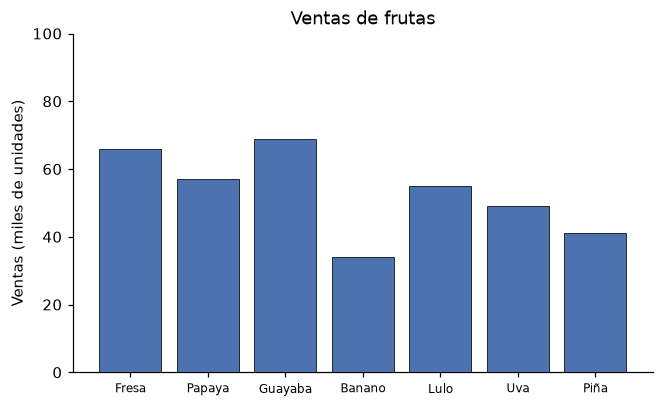 Ventas de frutas
Ventas (miles de unidades)
100
80
60
40
20
0
Fresa Papaya Guayaba Banano Lulo Uva Piña